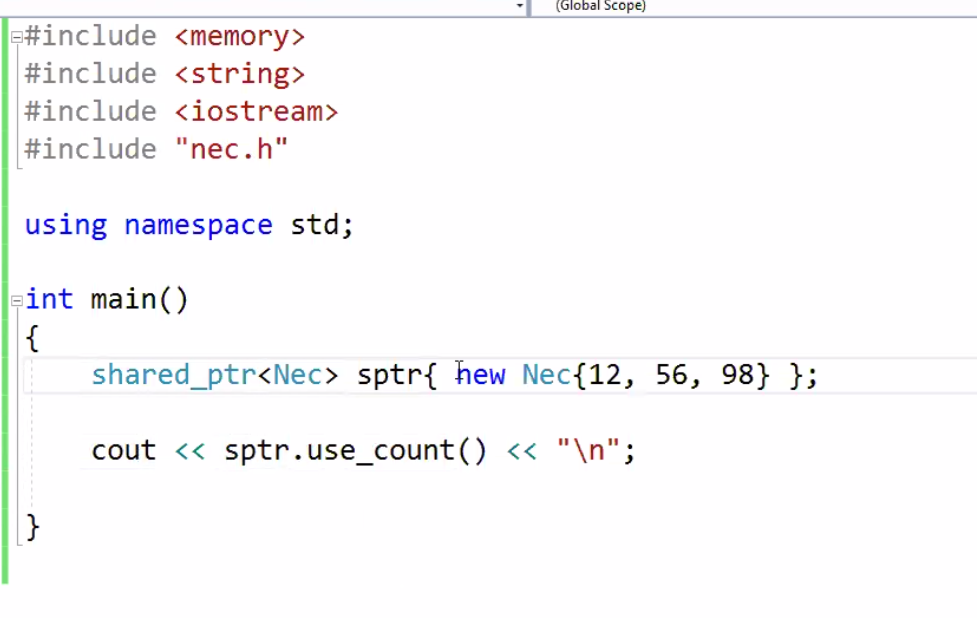 (Global Scope)
#include <memory>
#include <string>
#include <iostream>
#include "nec.h"
using namespace std;
int main()
{
shared_ptr<Nec> sptr{ new Nec{12, 56, 98} };
cout << sptr.use_count() << "\n";
}